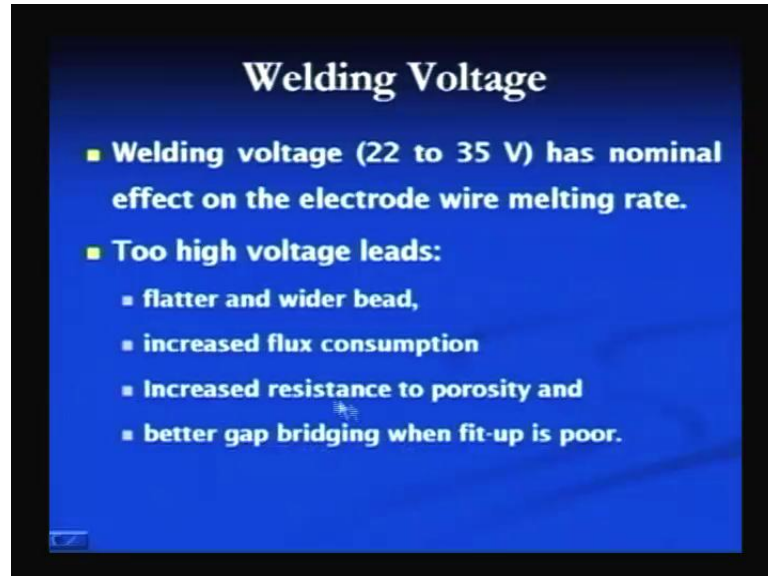 Welding Voltage
Welding voltage (22 to 35 V) has nominal
effect on the electrode wire melting rate.
Too high voltage leads:
flatter and wider bead,
increased flux consumption
Increased resistance to porosity and
better gap bridging when fit-up is poor.